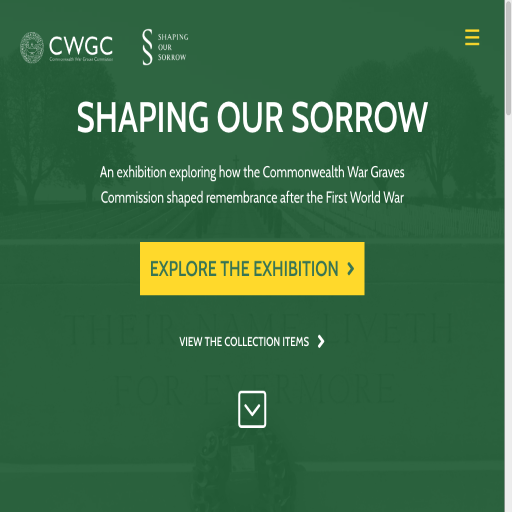 CWGC
Commonwealth War Graves Commission
SHAPING
OUR
SORROW
SHAPING OUR SORROW
An exhibition exploring how the Commonwealth War Graves
Commission shaped remembrance after the First World War
EXPLORE THE EXHIBITION
THEIR NAME LIVETH
FOR EVERMORE
VIEW THE COLLECTION ITEMS